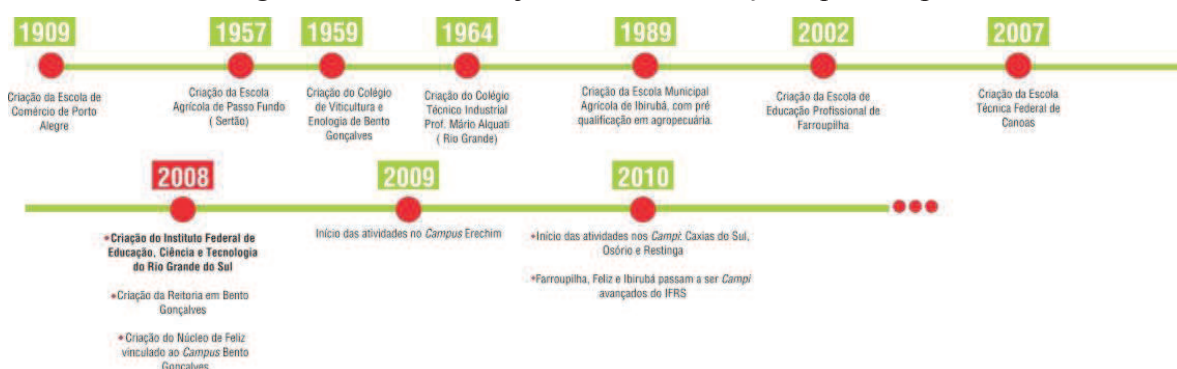 1909
Criação da Escola de
Comércio de Porto
Alegre
1957
Criação da Escola
Agrícola de Passo Fundo
( Sertão)
1959
Criação do Colégio
de Viticultura e
Enologia de Bento
Gonçalves
1964
Criação do Colégio
Técnico Industrial
Prof. Mário Alquati
( Rio Grande)
1989
Criação da Escola Municipal
Agrícola de Ibirubá, com pré
qualificação em agropecuária.
2002
Criação da Escola de
Educação Profissional de
Farroupilha
2007
Criação da Escola
Técnica Federal de
Canoas
2008
*Criação do Instituto Federal de
Educação, Ciência e Tecnologia
do Rio Grande do Sul
*Criação da Reitoria em Bento
Gonçalves
*Criação do Núcleo de Feliz
vinculado ao Campus Bento
Gonçalves
2009
Início das atividades no Campus Erechim
2010
*Início das atividades nos Campi: Caxias do Sul,
Osório e Restinga
*Farroupilha, Feliz e Ibirubá passam a ser Campi
avançados do IFRS